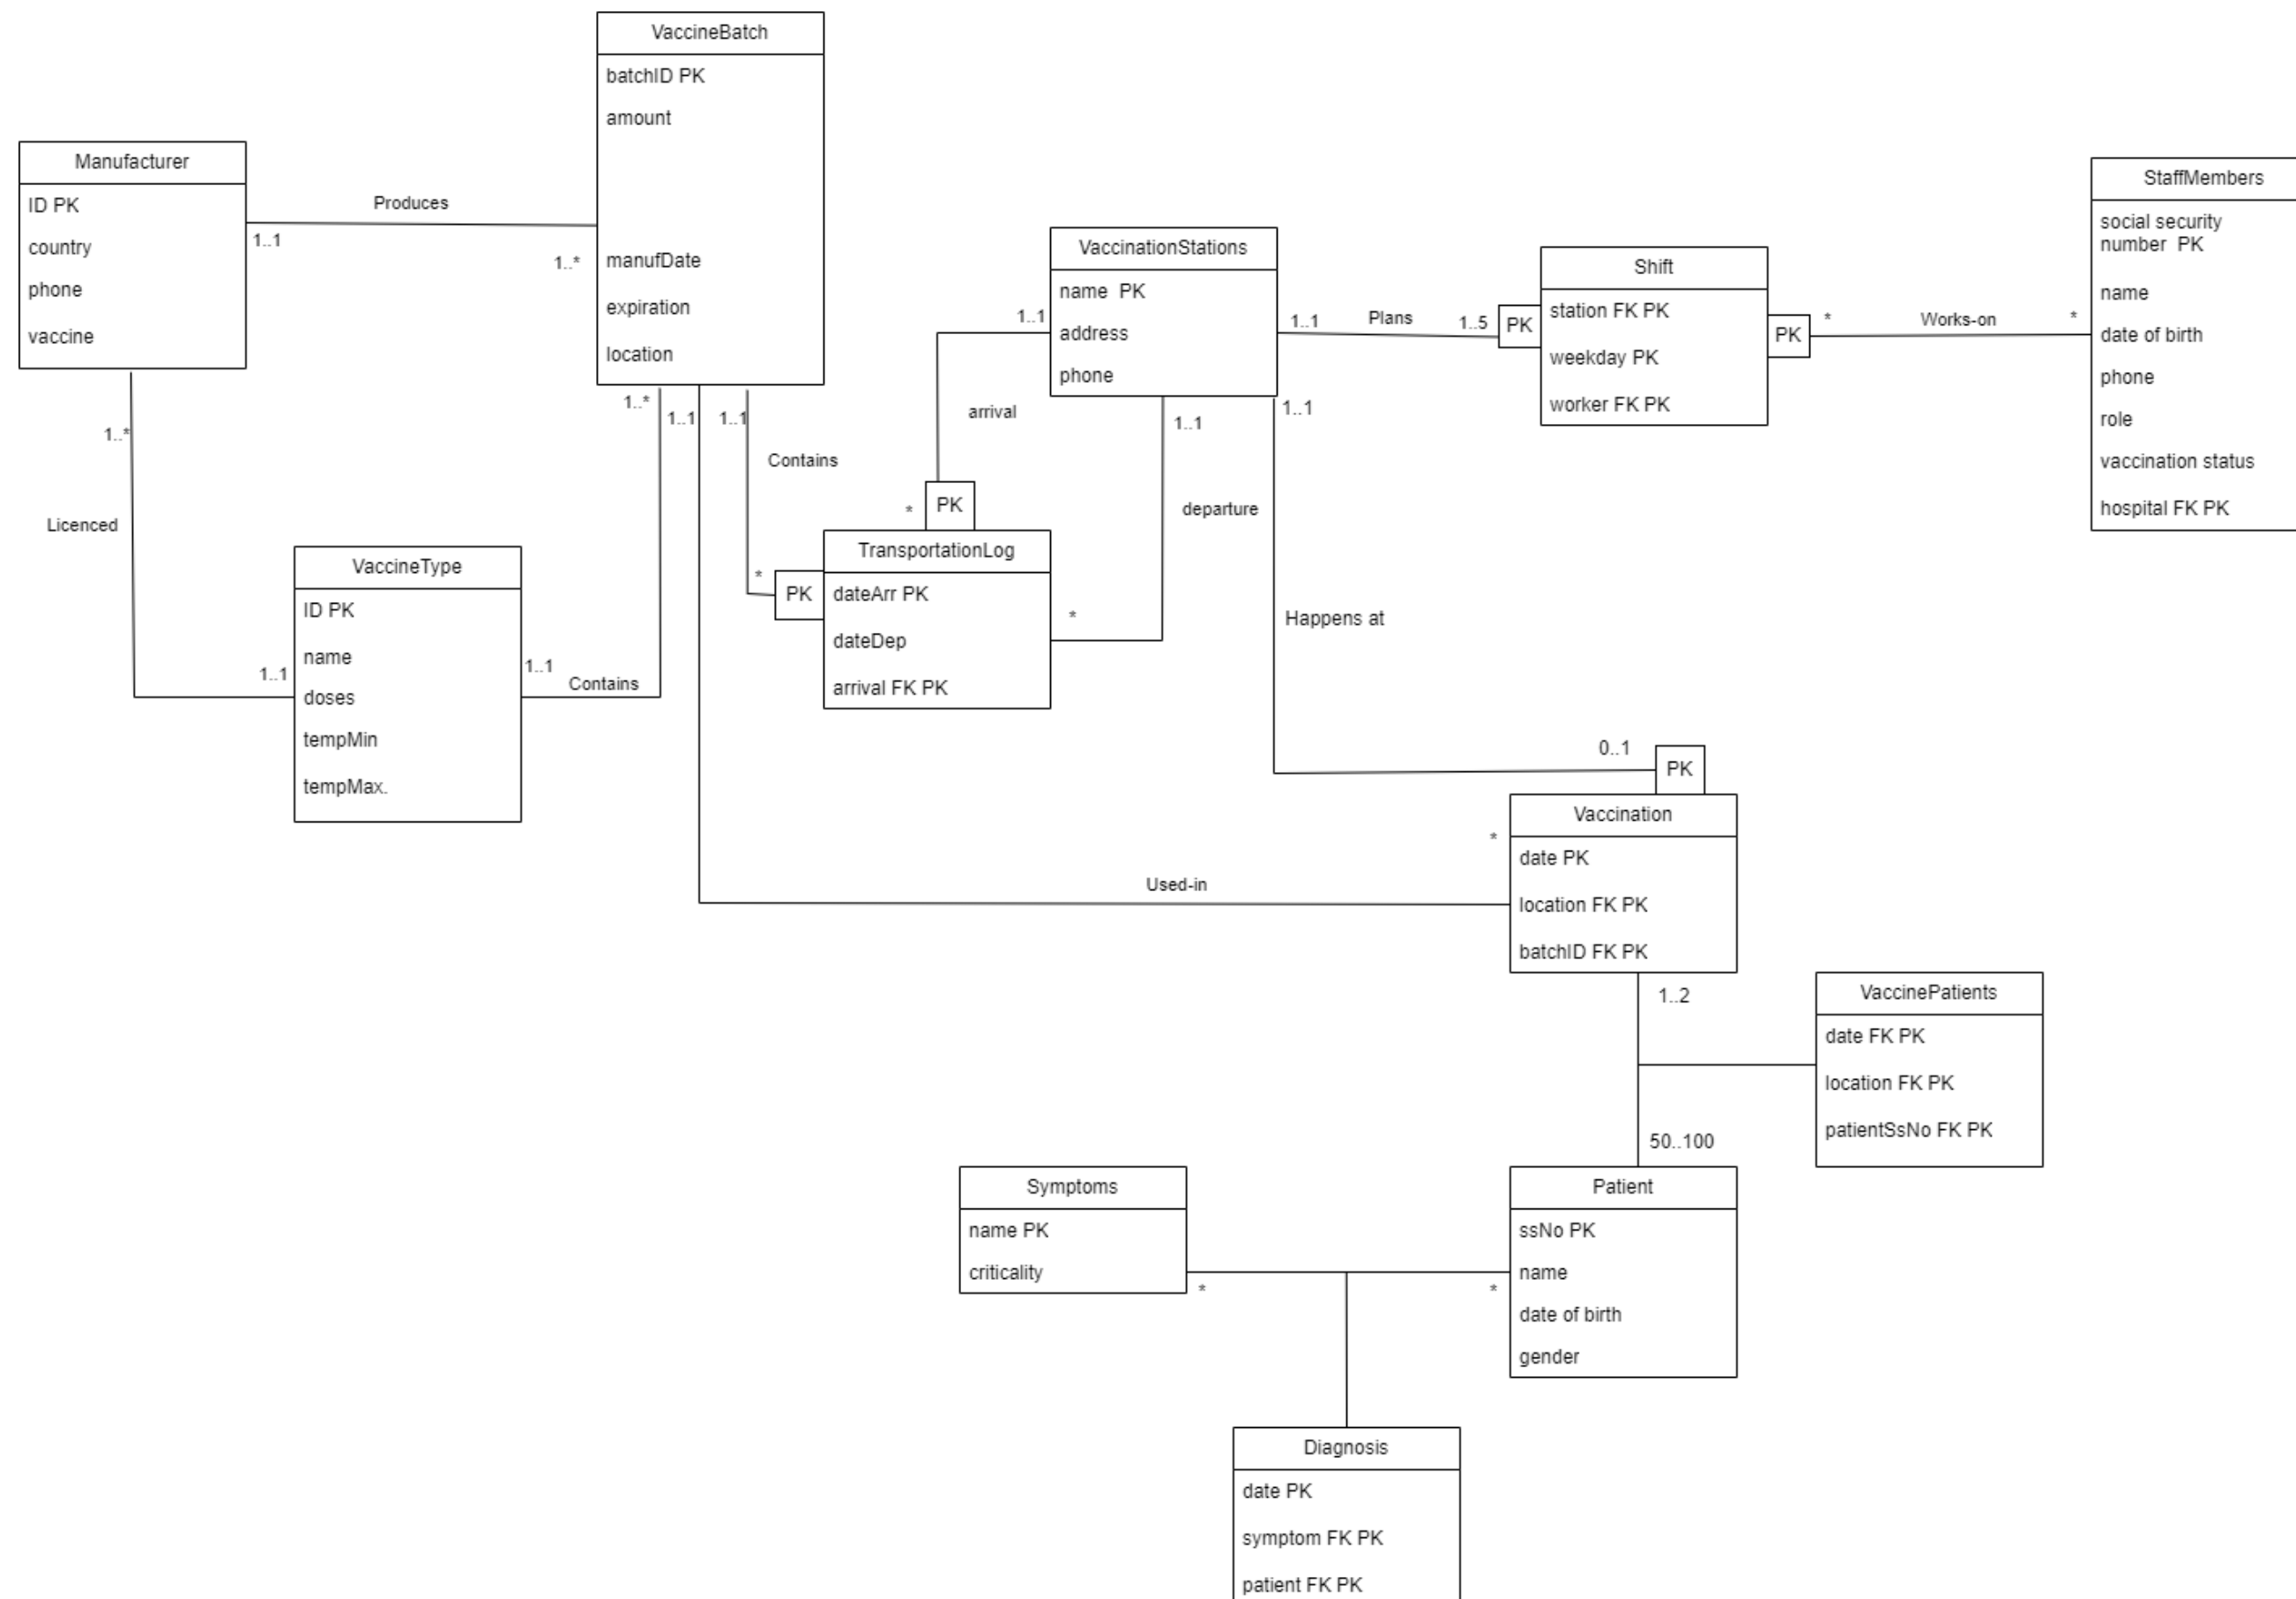 VaccineBatch
batchID PK
amount
manufDate
expiration
location
Manufacturer
ID PK
country
phone
vaccine
Produces
1..1
1..*
StaffMembers
social security
number  PK
name
date of birth
phone
role
vaccination status
hospital FK PK
VaccinationStations
name  PK
address
phone
Shift
station FK PK
weekday PK
worker FK PK
1..1
Plans
1..5
PK
PK
*
Works-on
*
1..1
arrival
*
PK
1..*
1..1
1..1
Contains
*
PK
1..1
departure
*
1..1
Happens at
0..1
PK
1..*
Licenced
1..1
VaccineType
ID PK
name
doses
tempMin
tempMax.
1..1
Contains
TransportationLog
dateArr PK
dateDep
arrival FK PK
Vaccination
date PK
location FK PK
batchID FK PK
*
Used-in
1..2
50..100
VaccinePatients
date FK PK
location FK PK
patientSsNo FK PK
Symptoms
name PK
criticality
*
*
Patient
ssNo PK
name
date of birth
gender
Diagnosis
date PK
symptom FK PK
patient FK PK